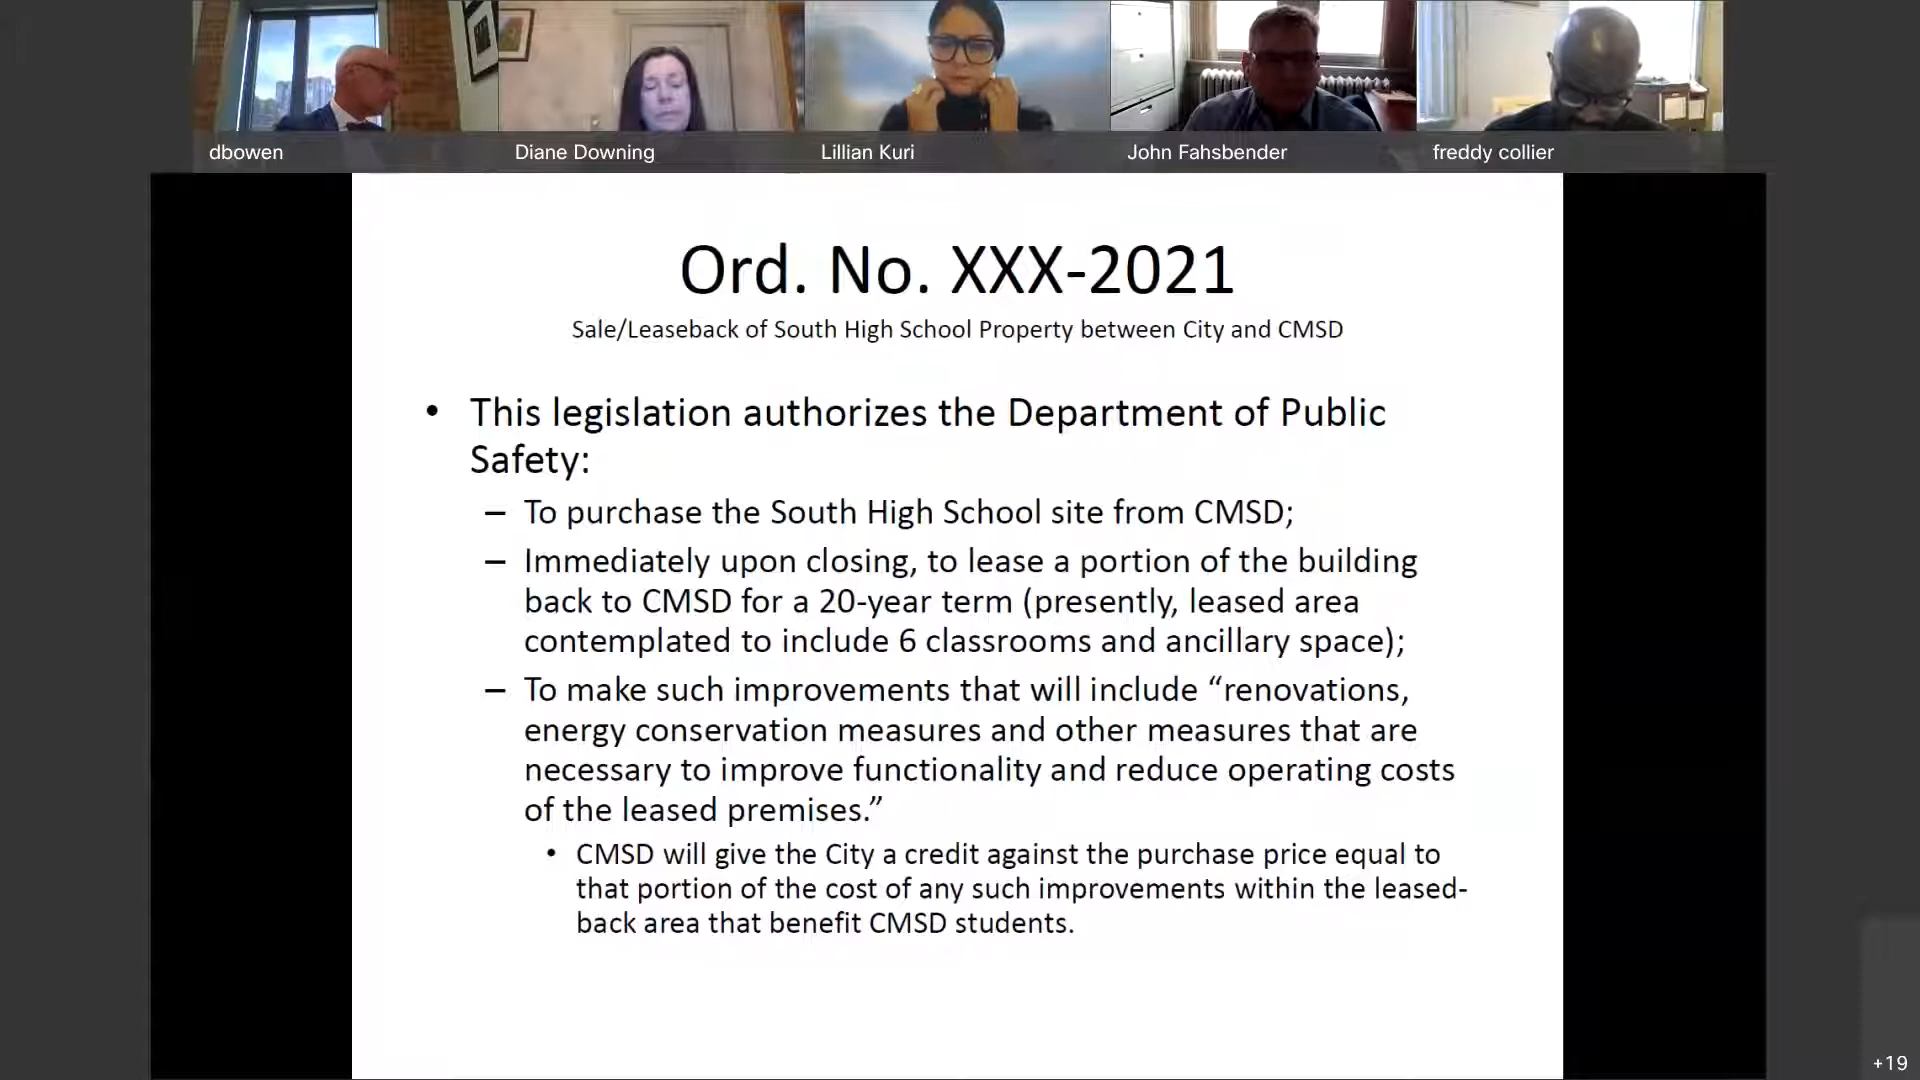 dbowen
Diane Downing
Lillian Kuri
John Fahsbender
freddy collier
Ord. No. XXX-2021
Sale/Leaseback of South High School Property between City and CMSD
• This legislation authorizes the Department of Public
Safety:
– To purchase the South High School site from CMSD;
– Immediately upon closing, to lease a portion of the building
back to CMSD for a 20-year term (presently, leased area
contemplated to include 6 classrooms and ancillary space);
– To make such improvements that will include “renovations,
energy conservation measures and other measures that are
necessary to improve functionality and reduce operating costs
of the leased premises.”
• CMSD will give the City a credit against the purchase price equal to
that portion of the cost of any such improvements within the leased-
back area that benefit CMSD students.
+19